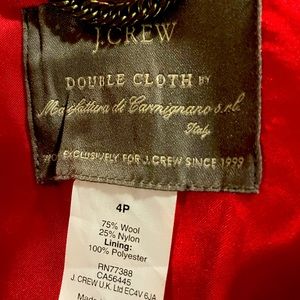 J.CREW
DOUBLE CLOTH BY
Manifattura di Carmignano s.r.l.
Italy
EXCLUSIVELY FOR J.CREW SINCE 1999
4P
75% Wool
25% Nylon
Lining:
100% Polyester
RN77388
CA56445
J. CREW U.K. Ltd EC4V 6JA
Made